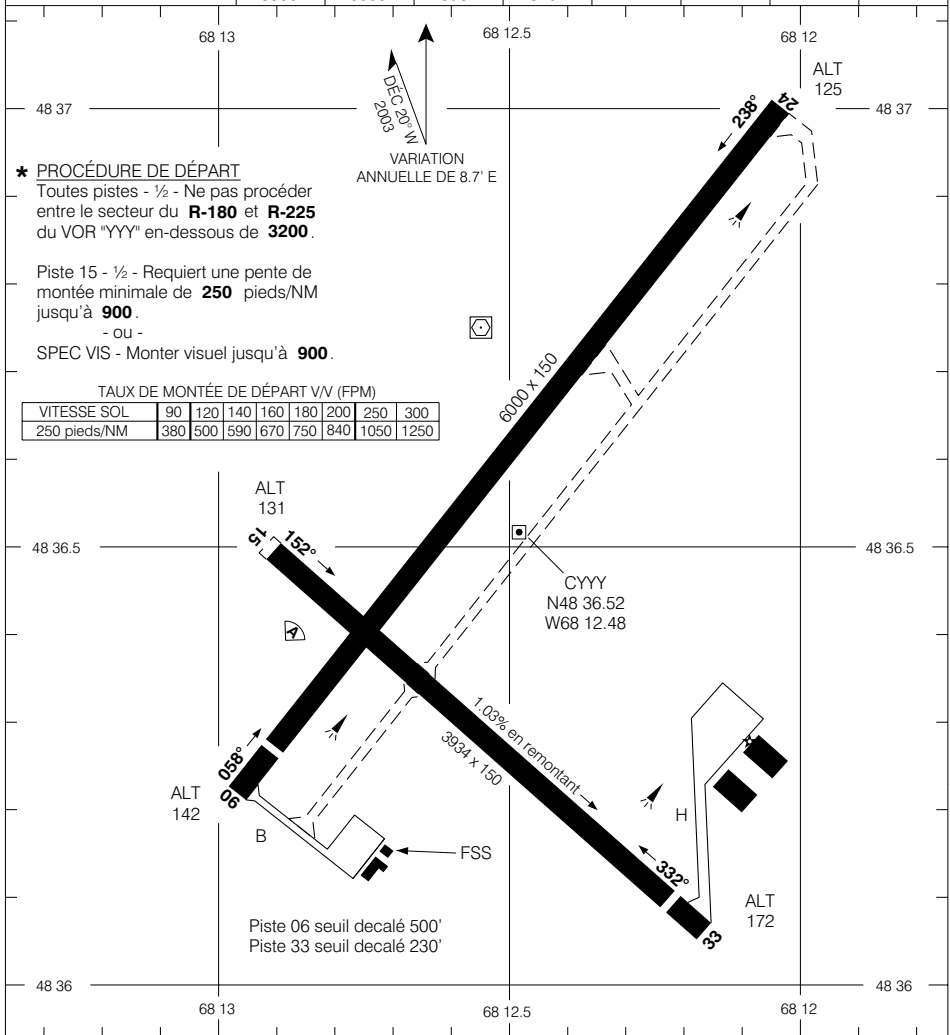 68 13
68 12.5
68 12
ALT
125
24
238°
48 37
48 37
DÉC 20° W
2003
VARIATION
ANNUELLE DE 8.7' E
* PROCÉDURE DE DÉPART
Toutes pistes - ½ - Ne pas procéder
entre le secteur du R-180 et R-225
du VOR "YYY" en-dessous de 3200.
Piste 15 - ½ - Requiert une pente de
montée minimale de 250 pieds/NM
jusqu'à 900.
- ou -
SPEC VIS - Monter visuel jusqu'à 900.
TAUX DE MONTÉE DE DÉPART V/V (FPM)
VITESSE SOL 90 120 140 160 180 200 250 300
250 pieds/NM 380 500 590 670 750 840 1050 1250
6000 x 150
ALT
131
15
152°
48 36.5
48 36.5
CYYY
N48 36.52
W68 12.48
A
1.03% en remontant
3934 x 150
058°
06
ALT
142
B
H
FSS
332°
33
ALT
172
Piste 06 seuil decalé 500'
Piste 33 seuil decalé 230'
48 36
48 36
68 13
68 12.5
68 12